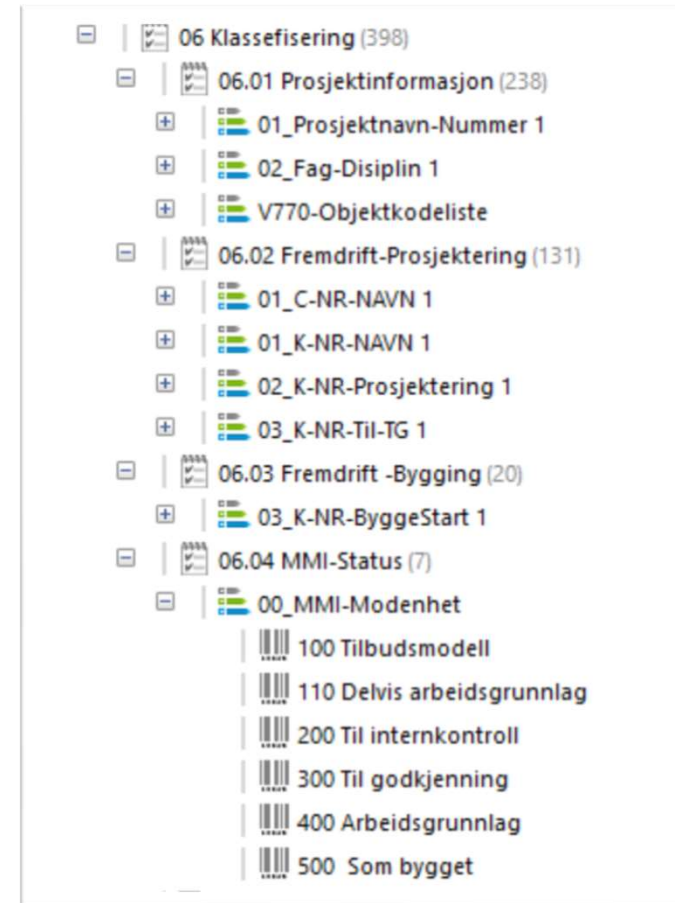 06 Klassefisering (398)
06.01 Prosjektinformasjon (238)
01_Prosjektnavn-Nummer 1
02_Fag-Disiplin 1
V770-Objektkodeliste
06.02 Fremdrift-Prosjektering (131)
01_C-NR-NAVN 1
01_K-NR-NAVN 1
02_K-NR-Prosjektering 1
03_K-NR-Til-TG 1
06.03 Fremdrift -Bygging (20)
03_K-NR-ByggeStart 1
06.04 MMI-Status (7)
00_MMI-Modenhet
100 Tilbudsmodell
110 Delvis arbeidsgrunnlag
200 Til internkontroll
300 Til godkjenning
400 Arbeidsgrunnlag
500  Som bygget